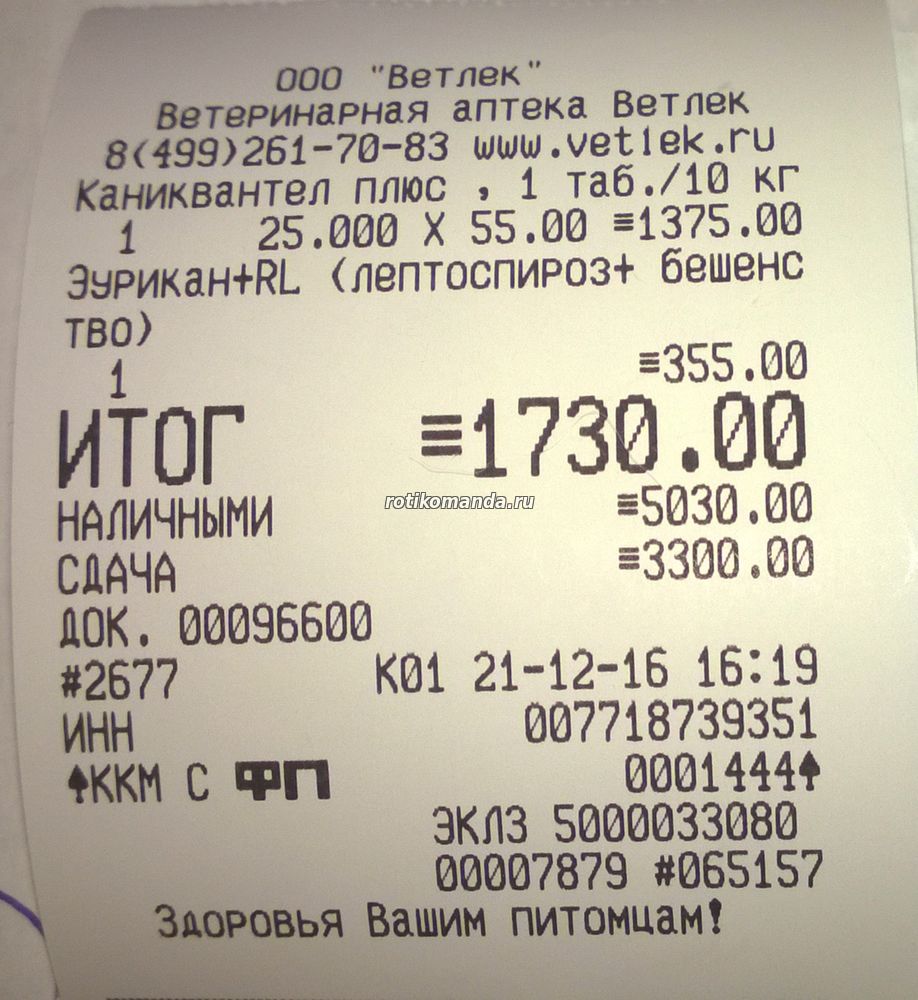 ООО "Ветлек"
Ветеринарная аптека Ветлек
8(499)261-70-83 www.vetlek.ru
Каниквантел плюс , 1 таб./10 кг
1 25.000 X 55.00 ≡1375.00
Эурикан+RL (лептоспироз+ бешенс
тво)
1 ≡355.00
ИТОГ ≡1730.00
rotikomanda.ru
НАЛИЧНЫМИ ≡5030.00
СДАЧА ≡3300.00
ДОК. 00096600
#2677 К01 21-12-16 16:19
ИНН 007718739351
♠ККМ С ФП 0001444♠
ЭКЛЗ 5000033080
00007879 #065157
Здоровья Вашим питомцам!